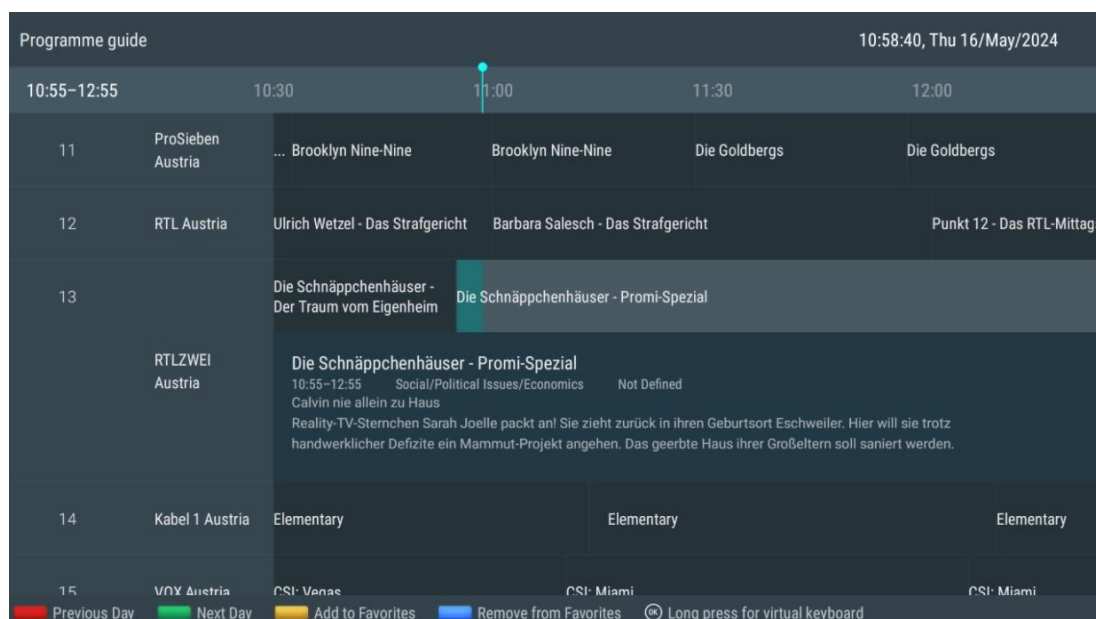 Programme guide 10:58:40, Thu 16/May/2024
10:55–12:55 10:30 11:00 11:30 12:00
11 ProSieben Austria ... Brooklyn Nine-Nine Brooklyn Nine-Nine Die Goldbergs Die Goldbergs
12 RTL Austria Ulrich Wetzel - Das Strafgericht Barbara Salesch - Das Strafgericht Punkt 12 - Das RTL-Mittag
13 Die Schnäppchenhäuser -
Der Traum vom Eigenheim Die Schnäppchenhäuser - Promi-Spezial
RTLZWEI
Austria
Die Schnäppchenhäuser - Promi-Spezial
10:55–12:55 Social/Political Issues/Economics Not Defined
Calvin nie allein zu Haus
Reality-TV-Sternchen Sarah Joelle packt an! Sie zieht zurück in ihren Geburtsort Eschweiler. Hier will sie trotz
handwerklicher Defizite ein Mammut-Projekt angehen. Das geerbte Haus ihrer Großeltern soll saniert werden.
14 Kabel 1 Austria Elementary Elementary Elementary
15 VOX Austria CSI: Vegas CSI: Miami CSI: Miami
Previous Day Next Day Add to Favorites Remove from Favorites OK Long press for virtual keyboard